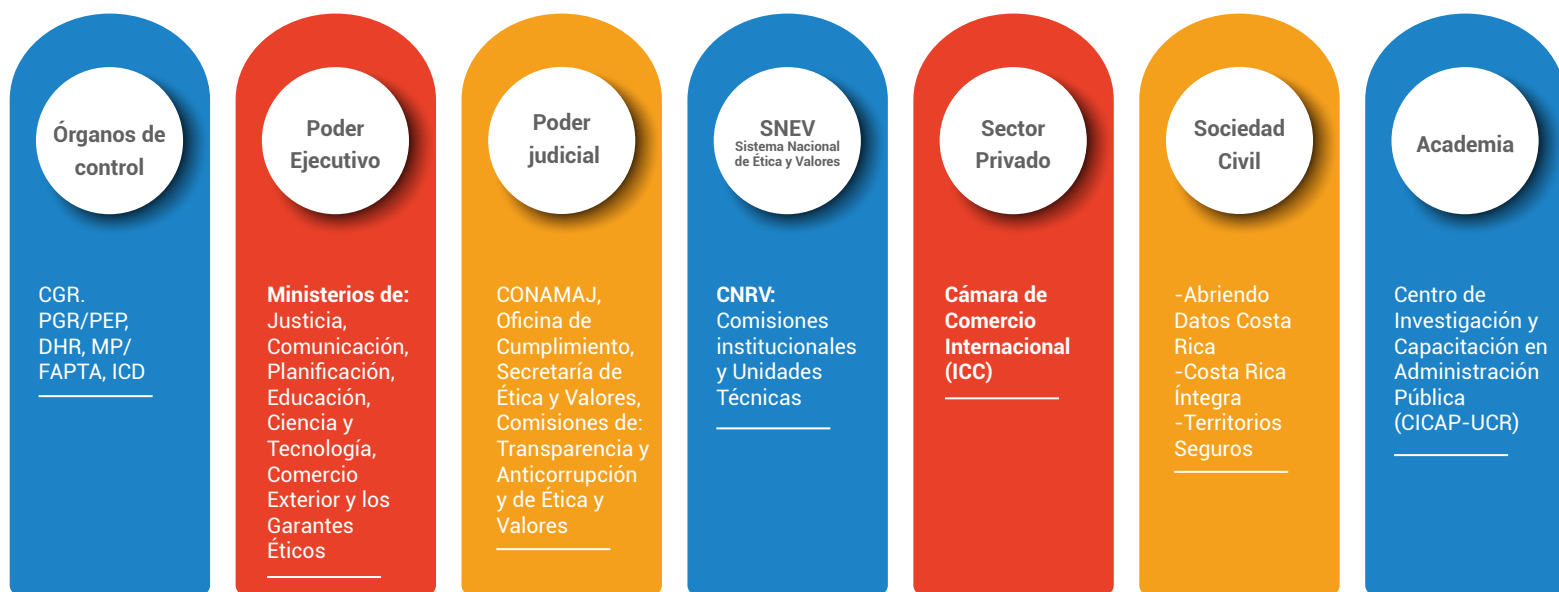 Órganos de
control
CGR.
PGR/PEP,
DHR, MP/
FAPTA, ICD
Poder
Ejecutivo
Ministerios de:
Justicia,
Comunicación,
Planificación,
Educación,
Ciencia y
Tecnología,
Comercio
Exterior y los
Garantes
Éticos
Poder
judicial
CONAMAJ,
Oficina de
Cumplimiento,
Secretaría de
Ética y Valores,
Comisiones de:
Transparencia y
Anticorrupción
y de Ética y
Valores
SNEV
Sistema Nacional
de Ética y Valores
CNRV:
Comisiones
institucionales
y Unidades
Técnicas
Sector
Privado
Cámara de
Comercio
Internacional
(ICC)
Sociedad
Civil
-Abriendo
Datos Costa
Rica
-Costa Rica
Íntegra
-Territorios
Seguros
Academia
Centro de
Investigación y
Capacitación en
Administración
Pública
(CICAP-UCR)